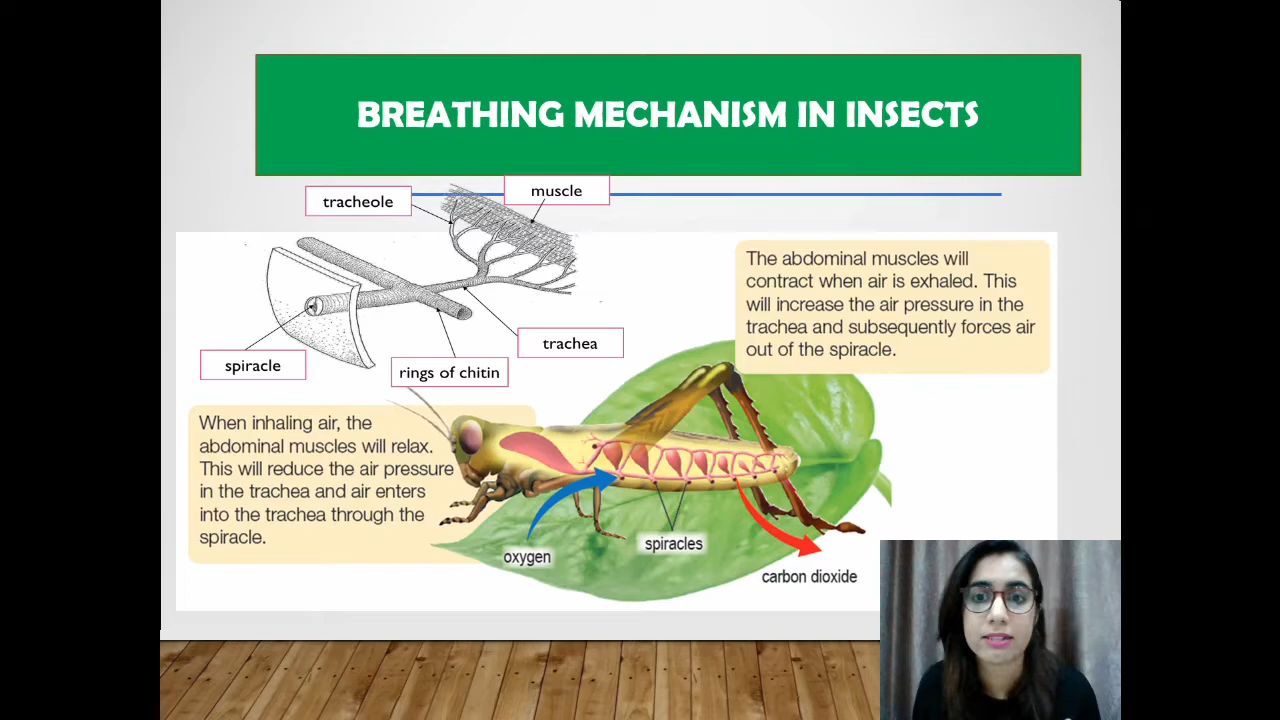 BREATHING MECHANISM IN INSECTS
tracheole
muscle
spiracle
rings of chitin
trachea
The abdominal muscles will
contract when air is exhaled. This
will increase the air pressure in the
trachea and subsequently forces air
out of the spiracle.
When inhaling air, the
abdominal muscles will relax.
This will reduce the air pressure
in the trachea and air enters
into the trachea through the
spiracle.
oxygen
spiracles
carbon dioxide